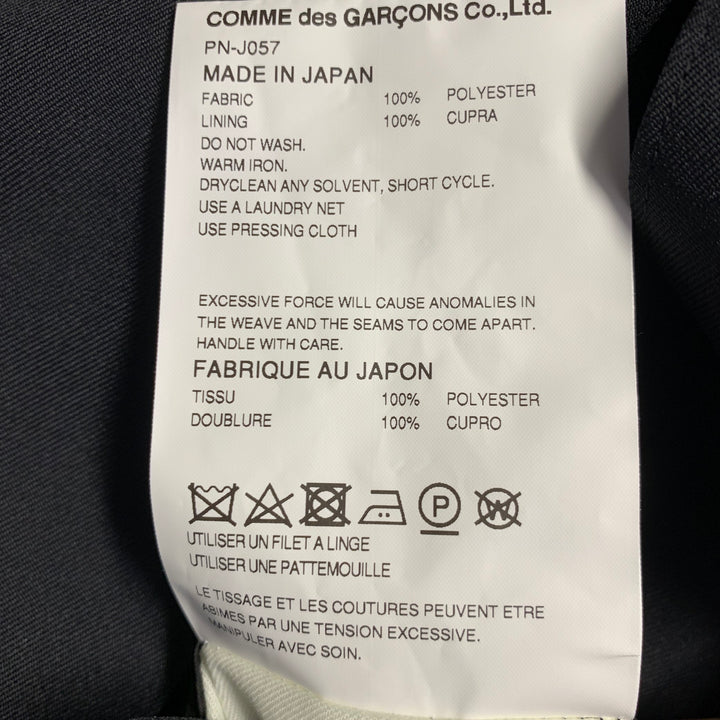 COMME des GARÇONS Co.,Ltd.
PN-J057
MADE IN JAPAN
FABRIC 100% POLYESTER
LINING 100% CUPRA
DO NOT WASH.
WARM IRON.
DRYCLEAN ANY SOLVENT, SHORT CYCLE.
USE A LAUNDRY NET
USE PRESSING CLOTH
EXCESSIVE FORCE WILL CAUSE ANOMALIES IN
THE WEAVE AND THE SEAMS TO COME APART.
HANDLE WITH CARE.
FABRIQUE AU JAPON
TISSU 100% POLYESTER
DOUBLURE 100% CUPRO
P W
UTILISER UN FILET A LINGE
UTILISER UNE PATTEMOUILLE
LE TISSAGE ET LES COUTURES PEUVENT ETRE
ABIMES PAR UNE TENSION EXCESSIVE.
MANIPULER AVEC SOIN.